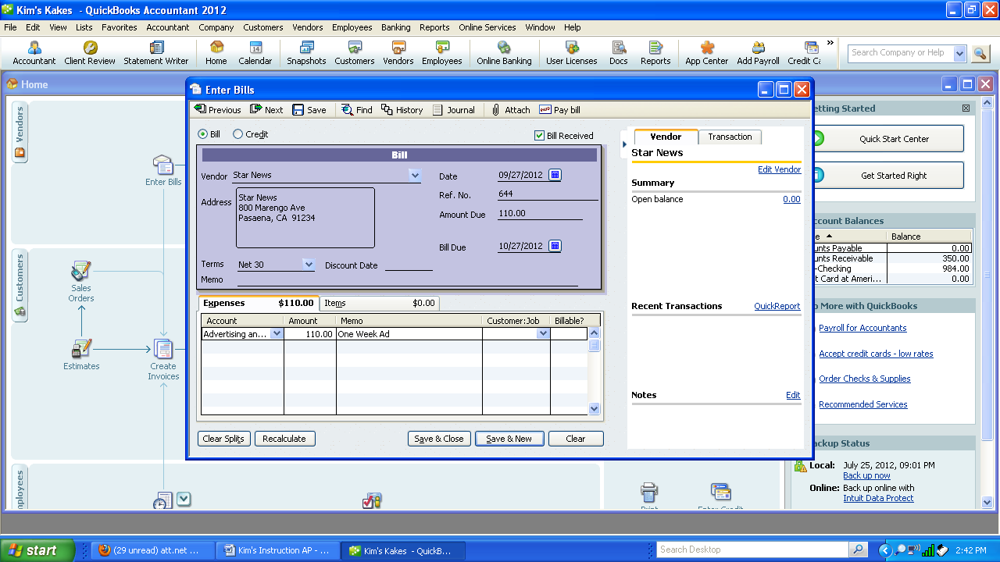 Kim's Kakes - QuickBooks Accountant 2012
File Edit View Lists Favorites Accountant Company Customers Vendors Employees Banking Reports Online Services Window Help
Accountant Client Review Statement Writer Home Calendar Snapshots Customers Vendors Employees Online Banking User Licenses Docs Reports App Center Add Payroll Credit Ca
Search Company or Help
Home
Enter Bills
Previous Next Save Find History Journal Attach Pay bill
Bill Credit Bill Received
Bill
Vendor Star News
Date 09/27/2012
Ref. No. 644
Address
Star News
800 Marengo Ave
Pasaena, CA 91234
Amount Due 110.00
Bill Due 10/27/2012
Terms Net 30 Discount Date
Memo
Expenses $110.00 Items $0.00
Account Amount Memo Customer:Job Billable?
Advertising an... 110.00 One Week Ad
Clear Splits Recalculate Save & Close Save & New Clear
Vendor Transaction
Star News
Edit Vendor
Summary
Open balance 0.00
Recent Transactions QuickReport
Notes Edit
Vendors
Enter Bills
Customers
Sales
Orders
Estimates
Create
Invoices
mployees
Enter Credit
etting Started
Quick Start Center
Get Started Right
ccount Balances
e Balance
unts Payable 0.00
unts Receivable 350.00
-Checking 984.00
t Card at Ameri... 0.00
o More with QuickBooks
Payroll for Accountants
Accept credit cards - low rates
Order Checks & Supplies
Recommended Services
ackup Status
Local: July 25, 2012, 09:01 PM
Back up now
Online: Back up online with
Intuit Data Protect
start
(29 unread) att.net ...
Kim's Instruction AP - ...
Kim's Kakes - QuickB...
Search Desktop
2:42 PM